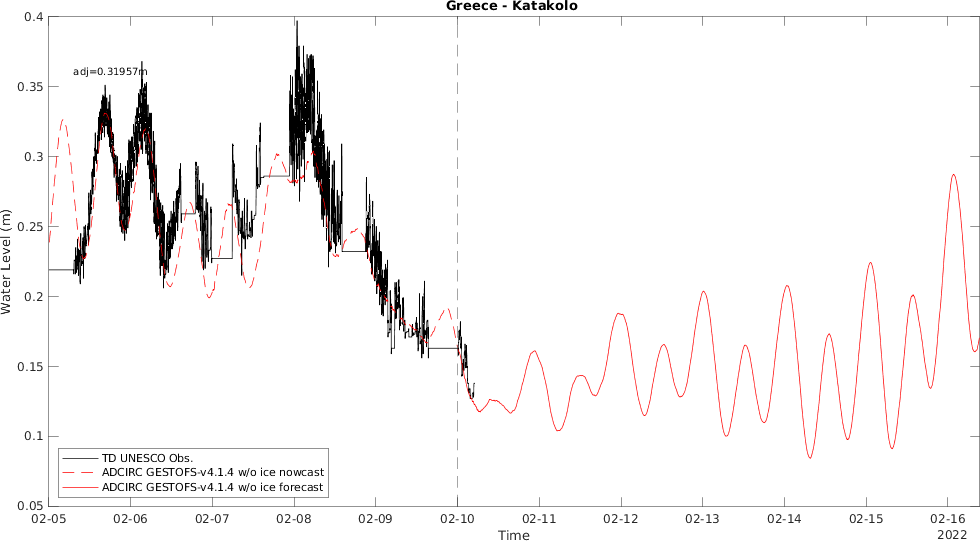 Greece - Katakolo
0.4
0.35
0.3
0.25
0.2
0.15
0.1
0.05
Water Level (m)
adj=0.31957m
TD UNESCO Obs.
ADCIRC GESTOFS-v4.1.4 w/o ice nowcast
ADCIRC GESTOFS-v4.1.4 w/o ice forecast
02-05 02-06 02-07 02-08 02-09 02-10 02-11 02-12 02-13 02-14 02-15 02-16
Time
2022